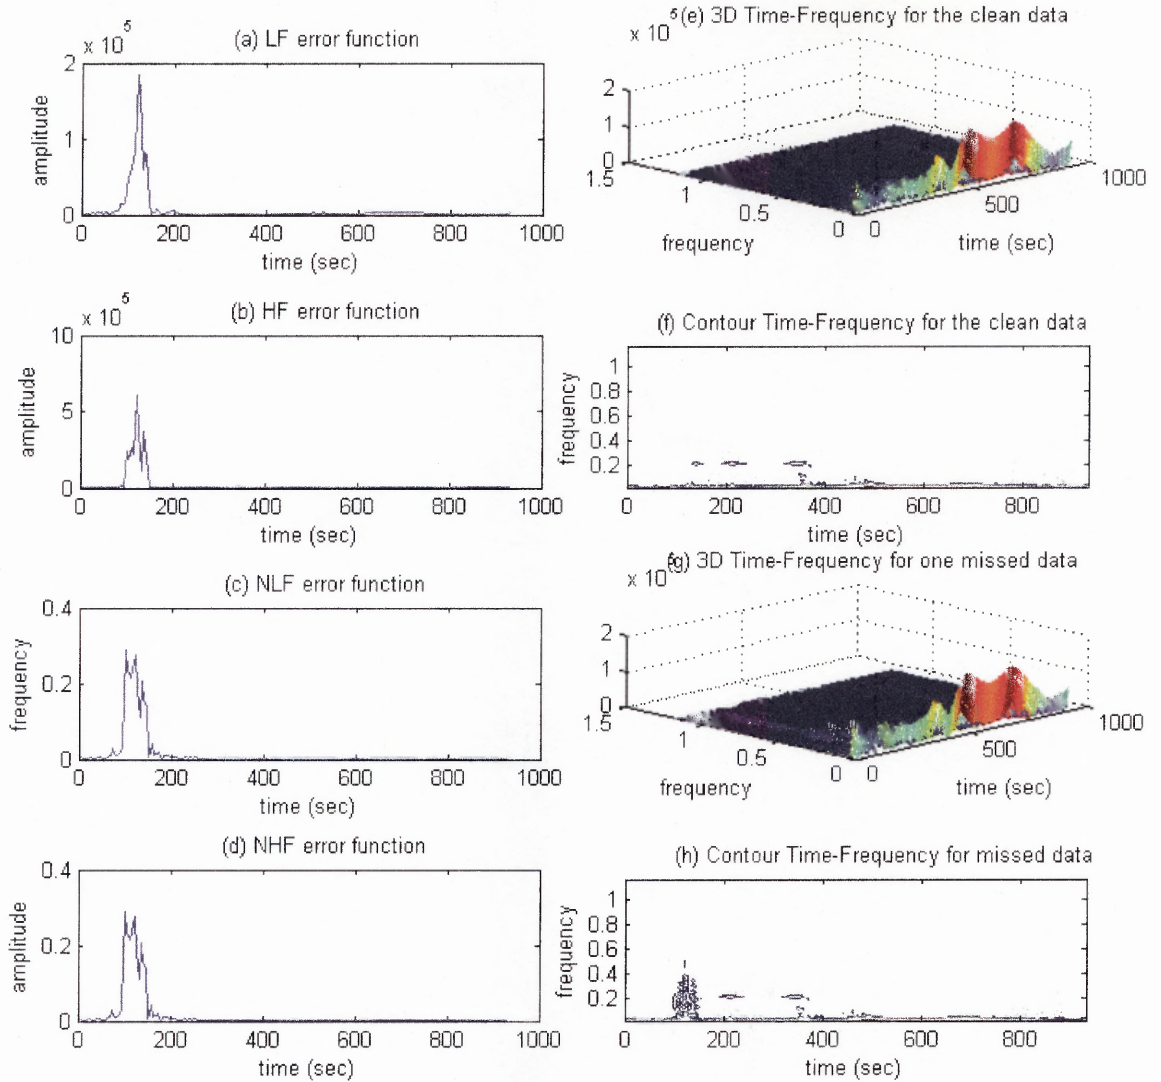 (a) LF error function
x 10^5
2
1
0
amplitude
0 200 400 600 800 1000
time (sec)
(b) HF error function
x 10^5
10
5
0
amplitude
0 200 400 600 800 1000
time (sec)
(c) NLF error function
0.4
0.2
0
frequency
0 200 400 600 800 1000
time (sec)
(d) NHF error function
0.4
0.2
0
amplitude
0 200 400 600 800 1000
time (sec)
x 10^5
(e) 3D Time-Frequency for the clean data
2
1
0
1.5 1 0.5 0
frequency
0 500 1000
time (sec)
(f) Contour Time-Frequency for the clean data
1
0.8
0.6
0.4
0.2
frequency
0 200 400 600 800
time (sec)
x 10
(g) 3D Time-Frequency for one missed data
2
1
0
1.5 1 0.5 0
frequency
0 500 1000
time (sec)
(h) Contour Time-Frequency for missed data
1
0.8
0.6
0.4
0.2
frequency
0 200 400 600 800
time (sec)